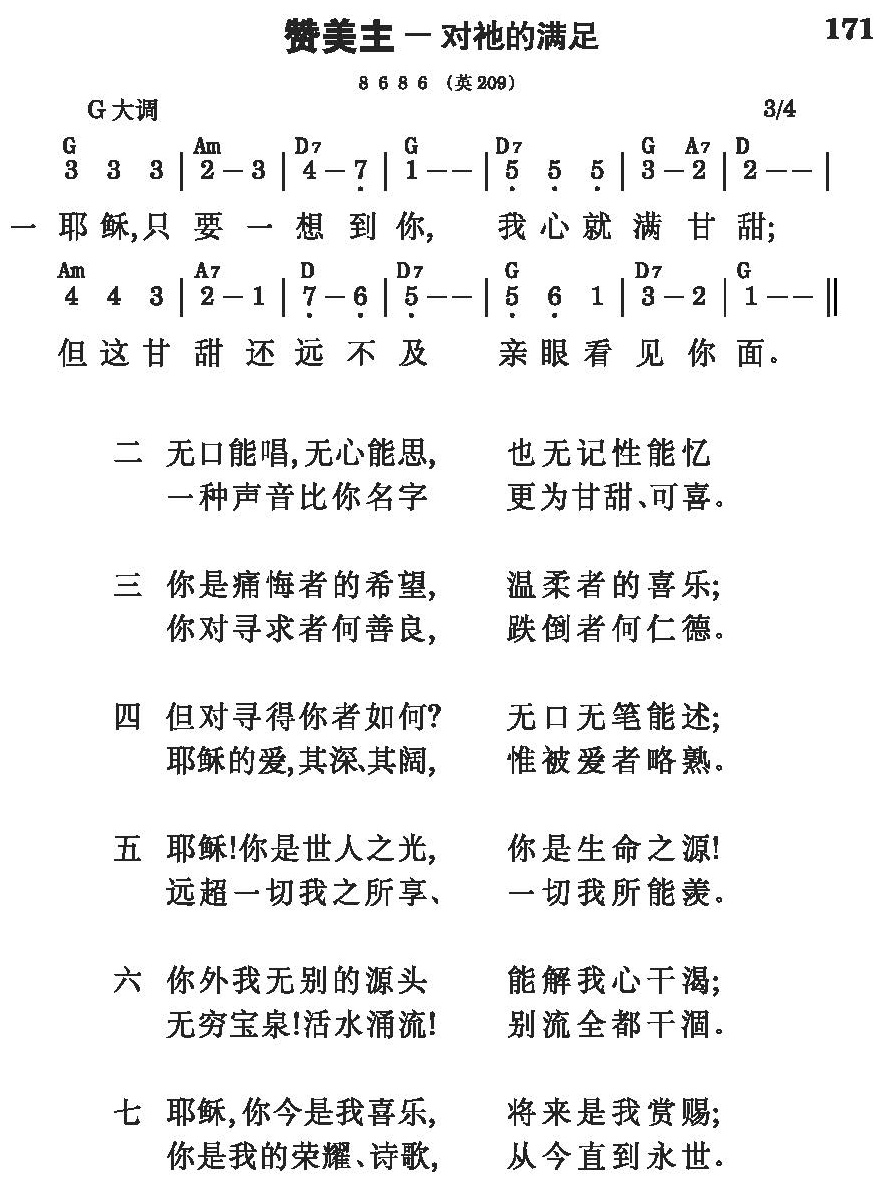 赞美主 — 对祂的满足 171
8 6 8 6 (英 209)
G 大调 3/4
G Am D7 G D7 G A7 D
3 3 3 | 2 – 3 | 4 – 7̣ | 1 – – | 5̣ 5̣ 5̣ | 3 – 2 | 2 – – |
一 耶稣,只要一想到你, 我心就满甘甜;
Am A7 D D7 G D7 G
4 4 3 | 2 – 1 | 7̣ – 6̣ | 5̣ – – | 5̣ 6̣ 1 | 3 – 2 | 1 – – ‖
但这甘甜还远不及 亲眼看见你面。
二 无口能唱,无心能思, 也无记性能忆
一种声音比你名字 更为甘甜、可喜。
三 你是痛悔者的希望, 温柔者的喜乐;
你对寻求者何善良, 跌倒者何仁德。
四 但对寻得你者如何? 无口无笔能述;
耶稣的爱,其深、其阔, 惟被爱者略熟。
五 耶稣!你是世人之光, 你是生命之源!
远超一切我之所享、 一切我所能羡。
六 你外我无别的源头 能解我心干渴;
无穷宝泉!活水涌流! 别流全都干涸。
七 耶稣,你今是我喜乐, 将来是我赏赐;
你是我的荣耀、诗歌, 从今直到永世。